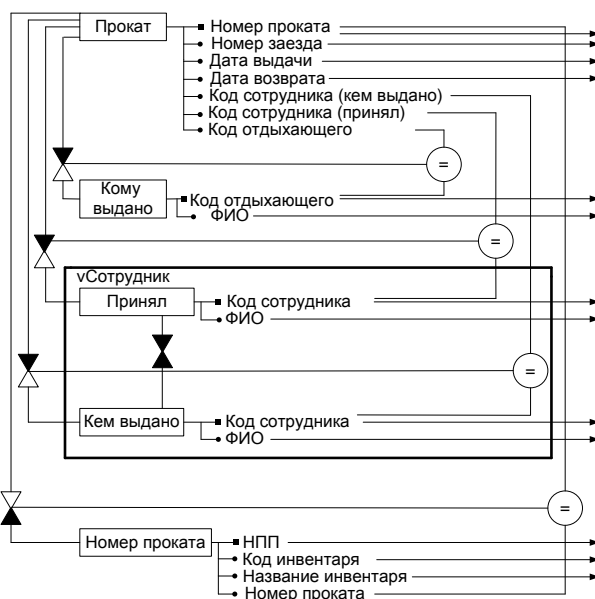 Прокат
Номер проката
Номер заезда
Дата выдачи
Дата возврата
Код сотрудника (кем выдано)
Код сотрудника (принял)
Код отдыхающего
=
Кому
выдано
Код отдыхающего
ФИО
=
vСотрудник
Принял
Код сотрудника
ФИО
=
Кем выдано
Код сотрудника
ФИО
=
Номер проката
НПП
Код инвентаря
Название инвентаря
Номер проката